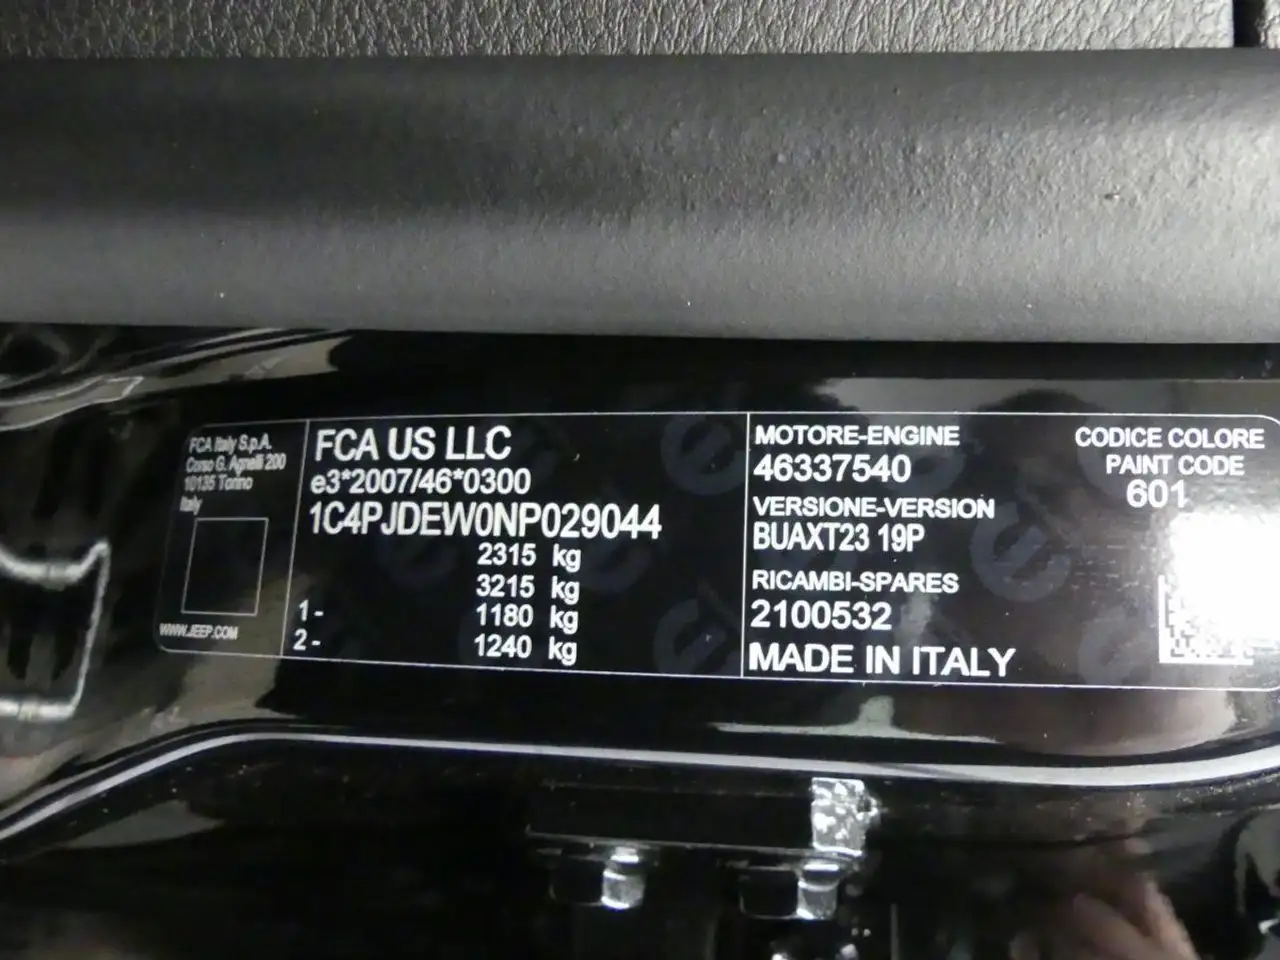 FCA Italy S.p.A.
Corso G. Agnelli 200
10135 Torino
Italy
WWW.JEEP.COM
FCA US LLC
e3*2007/46*0300
1C4PJDEW0NP029044
2315 kg
3215 kg
1- 1180 kg
2- 1240 kg
MOTORE-ENGINE
46337540
VERSIONE-VERSION
BUAXT23 19P
RICAMBI-SPARES
2100532
MADE IN ITALY
CODICE COLORE
PAINT CODE
601